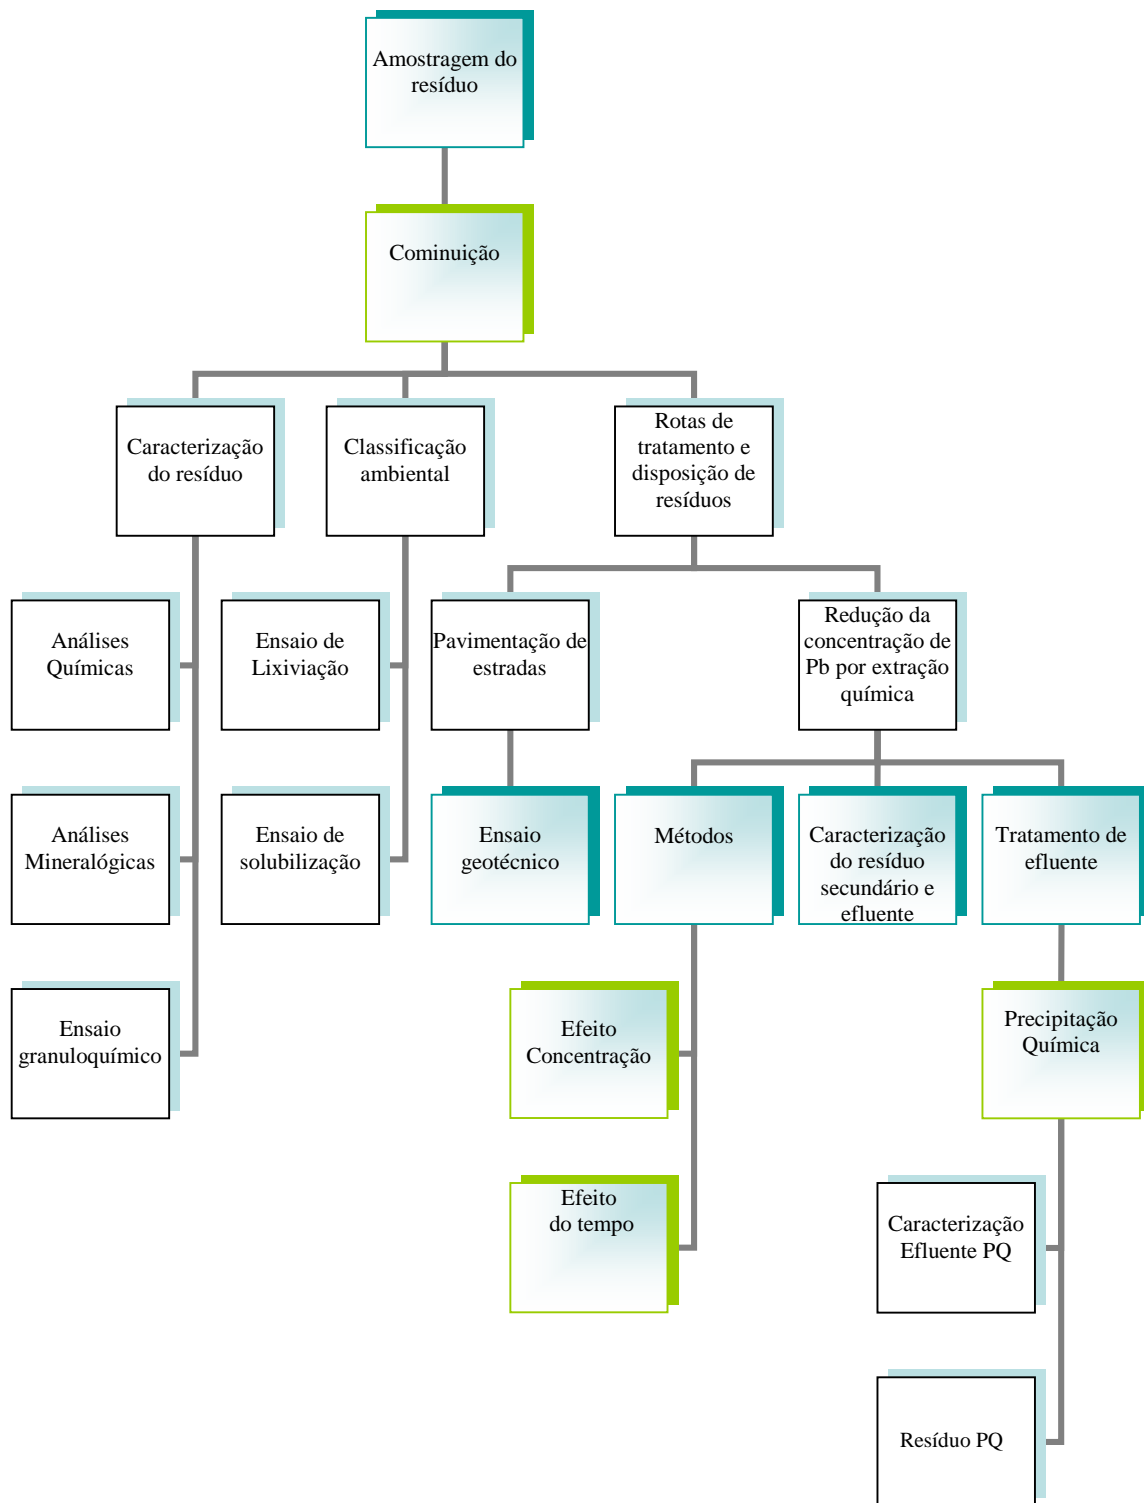 Amostragem do
resíduo
Cominuição
Caracterização
do resíduo
Classificação
ambiental
Rotas de
tratamento e
disposição de
resíduos
Análises
Químicas
Ensaio de
Lixiviação
Pavimentação de
estradas
Redução da
concentração de
Pb por extração
química
Análises
Mineralógicas
Ensaio de
solubilização
Ensaio
geotécnico
Métodos
Caracterização
do resíduo
secundário e
efluente
Tratamento de
efluente
Ensaio
granuloquímico
Efeito
Concentração
Precipitação
Química
Efeito
do tempo
Caracterização
Efluente PQ
Resíduo PQ